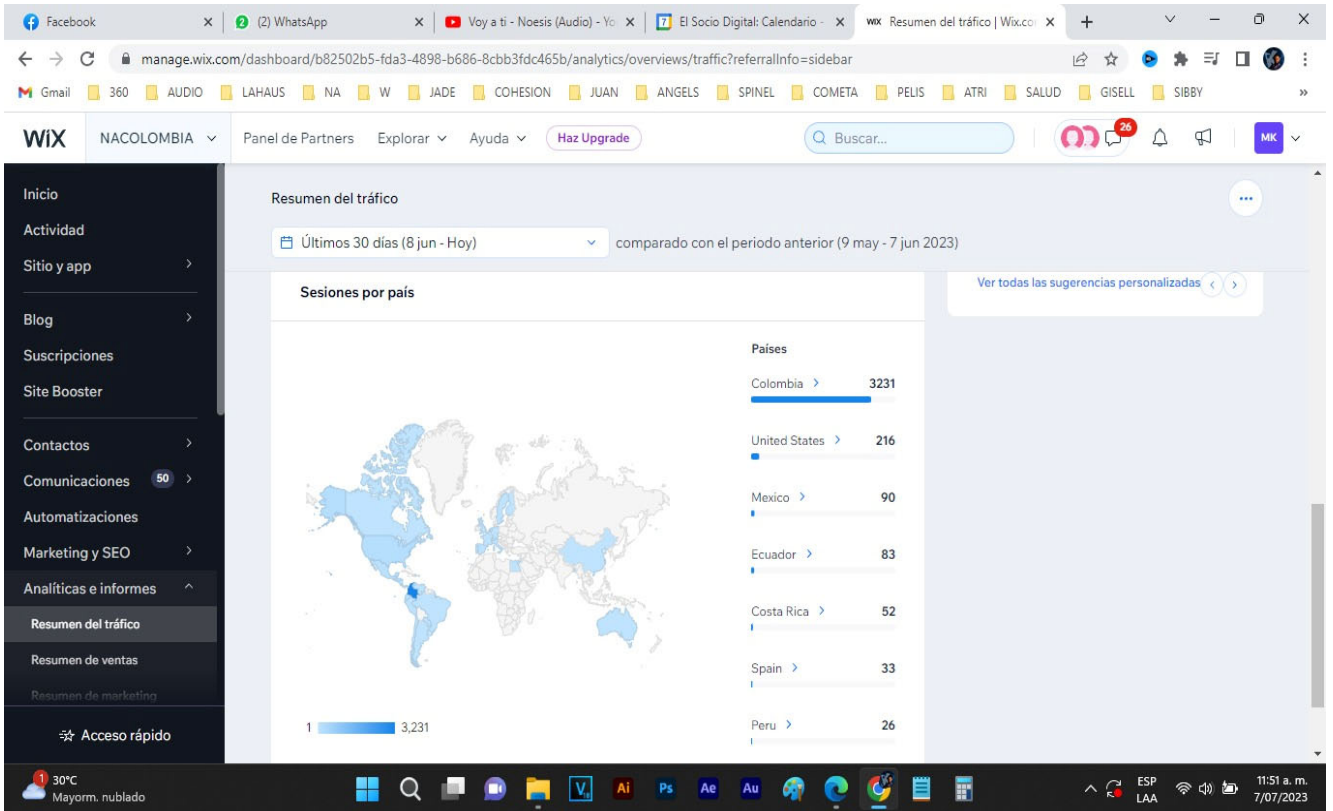 Facebook
(2) WhatsApp
Voy a ti - Noesis (Audio) - Yo
El Socio Digital: Calendario -
Resumen del tráfico | Wix.co
manage.wix.com/dashboard/b82502b5-fda3-4898-b686-8cbb3fdc465b/analytics/overviews/traffic?referralInfo=sidebar
Gmail 360 AUDIO LAHAUS NA W JADE COHESION JUAN ANGELS SPINEL COMETA PELIS ATRI SALUD GISELL SIBBY »
WiX NACOLOMBIA Panel de Partners Explorar Ayuda Haz Upgrade Buscar... 26 MK
Inicio
Actividad
Sitio y app
Blog
Suscripciones
Site Booster
Contactos
Comunicaciones 50
Automatizaciones
Marketing y SEO
Analíticas e informes
Resumen del tráfico
Resumen de ventas
Resumen de marketing
Acceso rápido
Resumen del tráfico
Últimos 30 días (8 jun - Hoy) comparado con el periodo anterior (9 may - 7 jun 2023)
Sesiones por país
Ver todas las sugerencias personalizadas
Países
Colombia 3231
United States 216
Mexico 90
Ecuador 83
Costa Rica 52
Spain 33
Peru 26
1 3,231
1 30°C
Mayorm. nublado
Ai Ps Ae Au
ESP
LAA
11:51 a. m.
7/07/2023